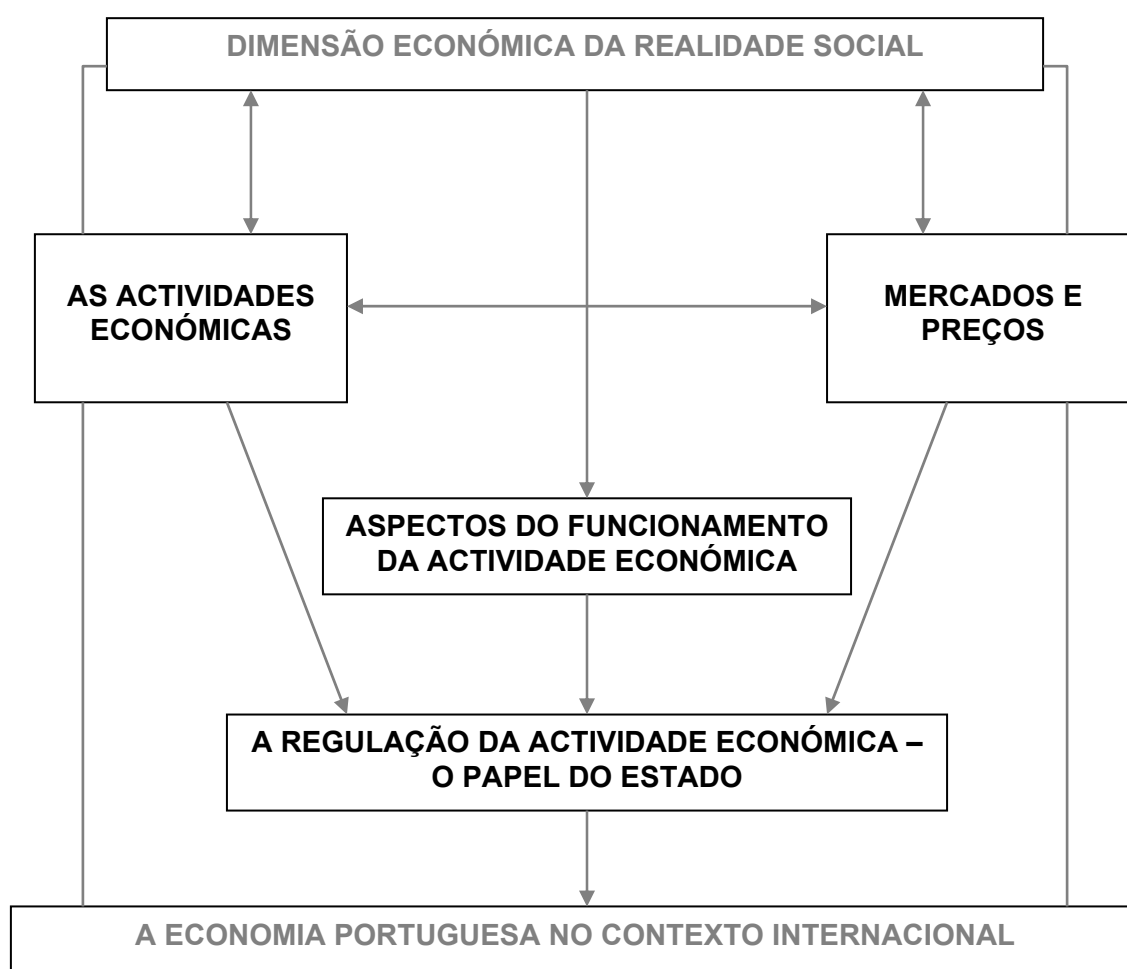 DIMENSÃO ECONÓMICA DA REALIDADE SOCIAL
AS ACTIVIDADES
ECONÓMICAS
MERCADOS E
PREÇOS
ASPECTOS DO FUNCIONAMENTO
DA ACTIVIDADE ECONÓMICA
A REGULAÇÃO DA ACTIVIDADE ECONÓMICA –
O PAPEL DO ESTADO
A ECONOMIA PORTUGUESA NO CONTEXTO INTERNACIONAL